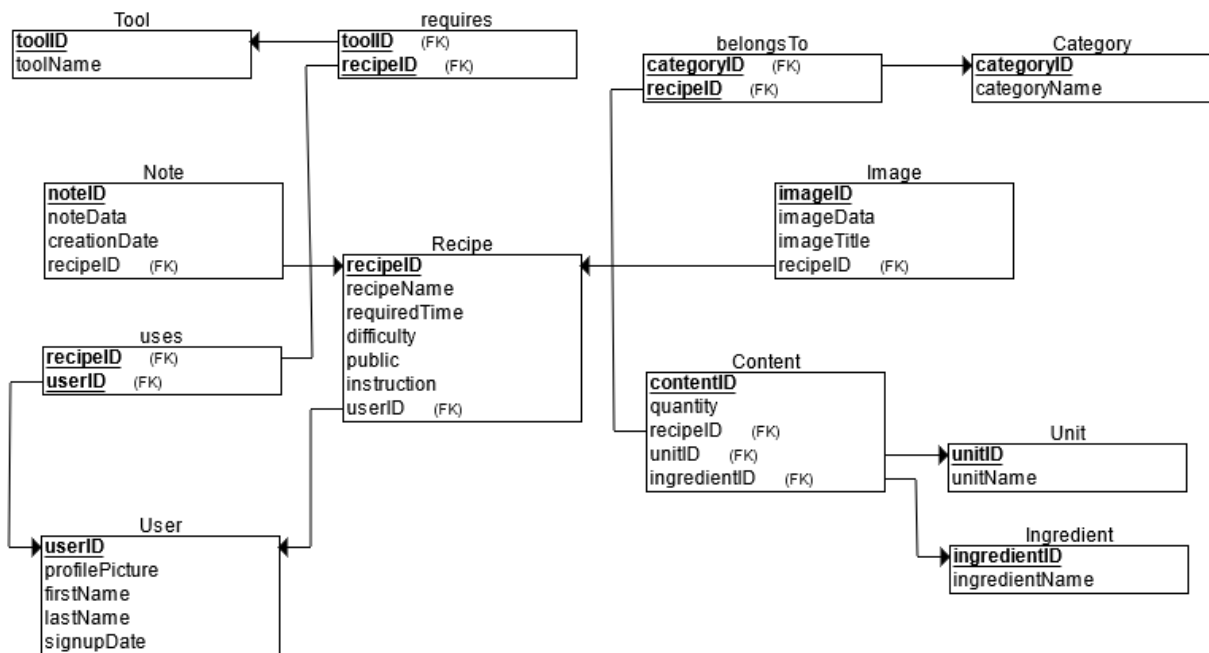 Tool
toolID
toolName
requires
toolID (FK)
recipeID (FK)
belongsTo
categoryID (FK)
recipeID (FK)
Category
categoryID
categoryName
Note
noteID
noteData
creationDate
recipeID (FK)
Image
imageID
imageData
imageTitle
recipeID (FK)
Recipe
recipeID
recipeName
requiredTime
difficulty
public
instruction
userID (FK)
uses
recipeID (FK)
userID (FK)
Content
contentID
quantity
recipeID (FK)
unitID (FK)
ingredientID (FK)
Unit
unitID
unitName
User
userID
profilePicture
firstName
lastName
signupDate
Ingredient
ingredientID
ingredientName